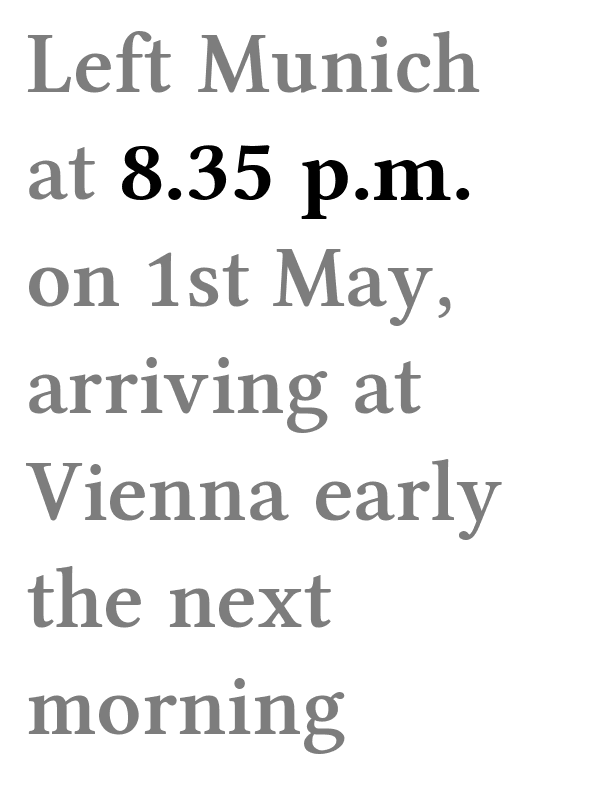 Left Munich
at 8.35 p.m.
on 1st May,
arriving at
Vienna early
the next
morning